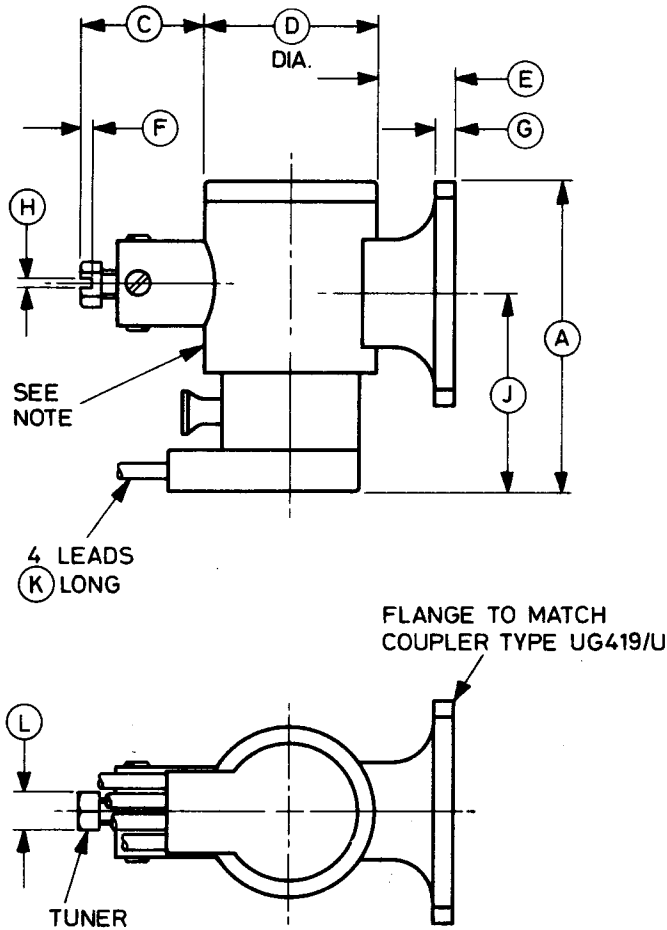 C
D
DIA.
E
F
G
H
A
J
SEE
NOTE
4 LEADS
K LONG
FLANGE TO MATCH
COUPLER TYPE UG419/U
L
TUNER